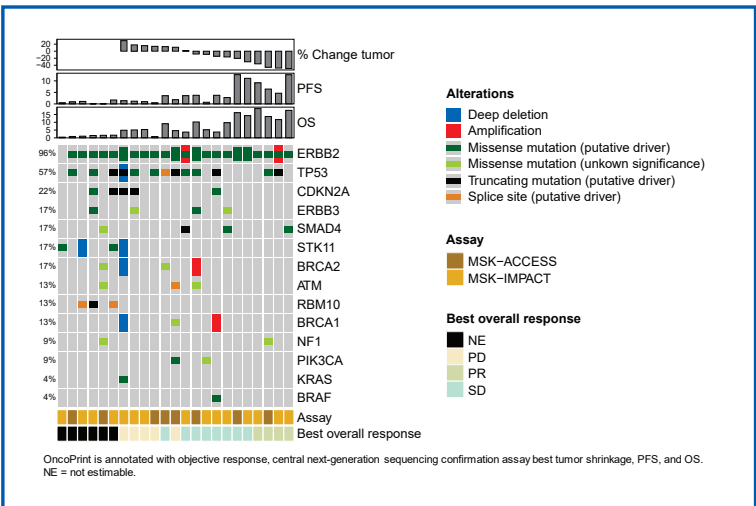 20
0
−20
−40
% Change tumor
10
5
0
PFS
15
10
5
0
OS
96% ERBB2
57% TP53
22% CDKN2A
17% ERBB3
17% SMAD4
17% STK11
17% BRCA2
13% ATM
13% RBM10
13% BRCA1
9% NF1
9% PIK3CA
4% KRAS
4% BRAF
Assay
Best overall response
Alterations
Deep deletion
Amplification
Missense mutation (putative driver)
Missense mutation (unkown significance)
Truncating mutation (putative driver)
Splice site (putative driver)
Assay
MSK−ACCESS
MSK−IMPACT
Best overall response
NE
PD
PR
SD
OncoPrint is annotated with objective response, central next-generation sequencing confirmation assay best tumor shrinkage, PFS, and OS.
NE = not estimable.